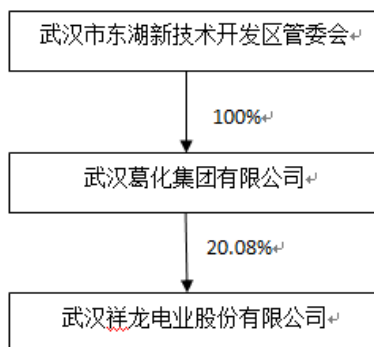 武汉市东湖新技术开发区管委会
100%
武汉葛化集团有限公司
20.08%
武汉祥龙电业股份有限公司